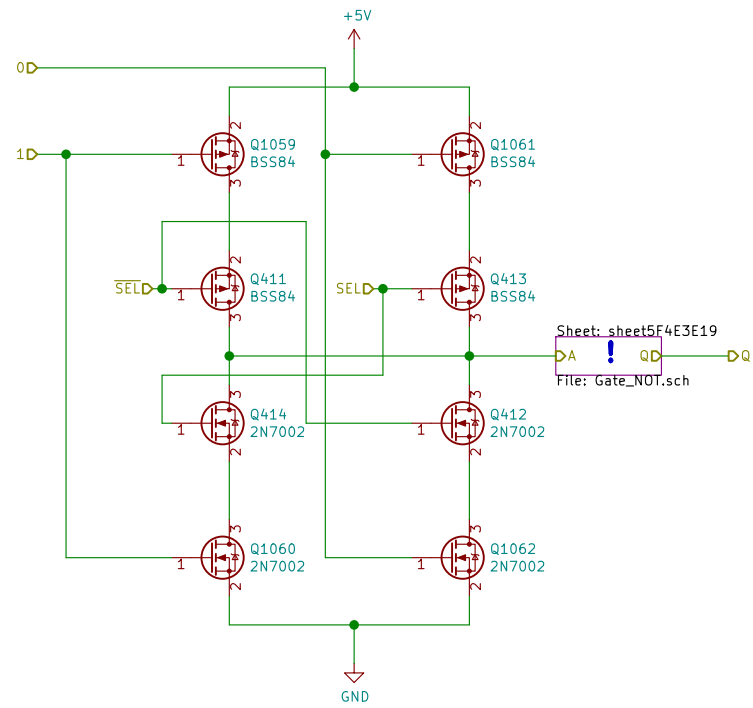 +5V
0
2
2
Q1059
BSS84
Q1061
BSS84
1
1
1
3
3
2
2
Q411
BSS84
Q413
BSS84
SEL
1
SEL
1
3
3
Sheet: sheet5F4E3E19
A
!
Q
Q
File: Gate_NOT.sch
3
3
Q414
2N7002
Q412
2N7002
1
1
2
2
3
3
Q1060
2N7002
Q1062
2N7002
1
1
2
2
GND